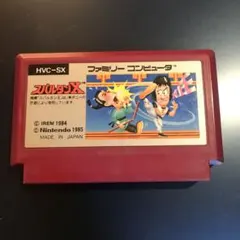 HVC-SX
ファミリー コンピュータ
スパルタンX
© IREM 1984
© Nintendo 1985
MADE IN JAPAN